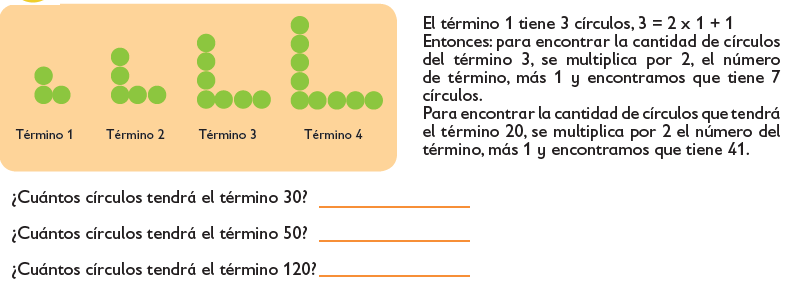 Término 1
Término 2
Término 3
Término 4
El término 1 tiene 3 círculos, 3 = 2 x 1 + 1
Entonces: para encontrar la cantidad de círculos
del término 3, se multiplica por 2, el número
de término, más 1 y encontramos que tiene 7
círculos.
Para encontrar la cantidad de círculos que tendrá
el término 20, se multiplica por 2 el número del
término, más 1 y encontramos que tiene 41.
¿Cuántos círculos tendrá el término 30?
¿Cuántos círculos tendrá el término 50?
¿Cuántos círculos tendrá el término 120?